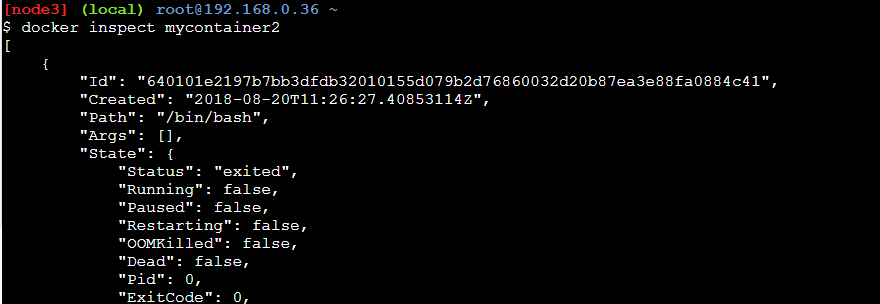 [node3] (local) root@192.168.0.36 ~
$ docker inspect mycontainer2
[
    {
        "Id": "640101e2197b7bb3dfdb32010155d079b2d76860032d20b87ea3e88fa0884c41",
        "Created": "2018-08-20T11:26:27.40853114Z",
        "Path": "/bin/bash",
        "Args": [],
        "State": {
            "Status": "exited",
            "Running": false,
            "Paused": false,
            "Restarting": false,
            "OOMKilled": false,
            "Dead": false,
            "Pid": 0,
            "ExitCode": 0,